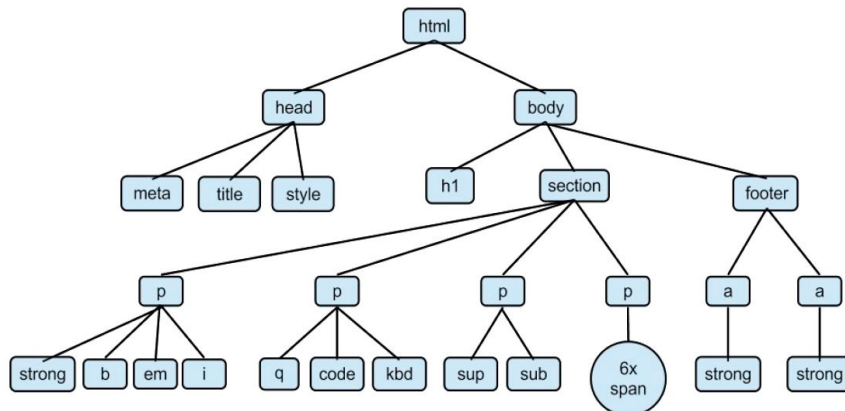 html
head
body
meta
title
style
h1
section
footer
p
p
p
p
a
a
strong
b
em
i
q
code
kbd
sup
sub
6x
span
strong
strong